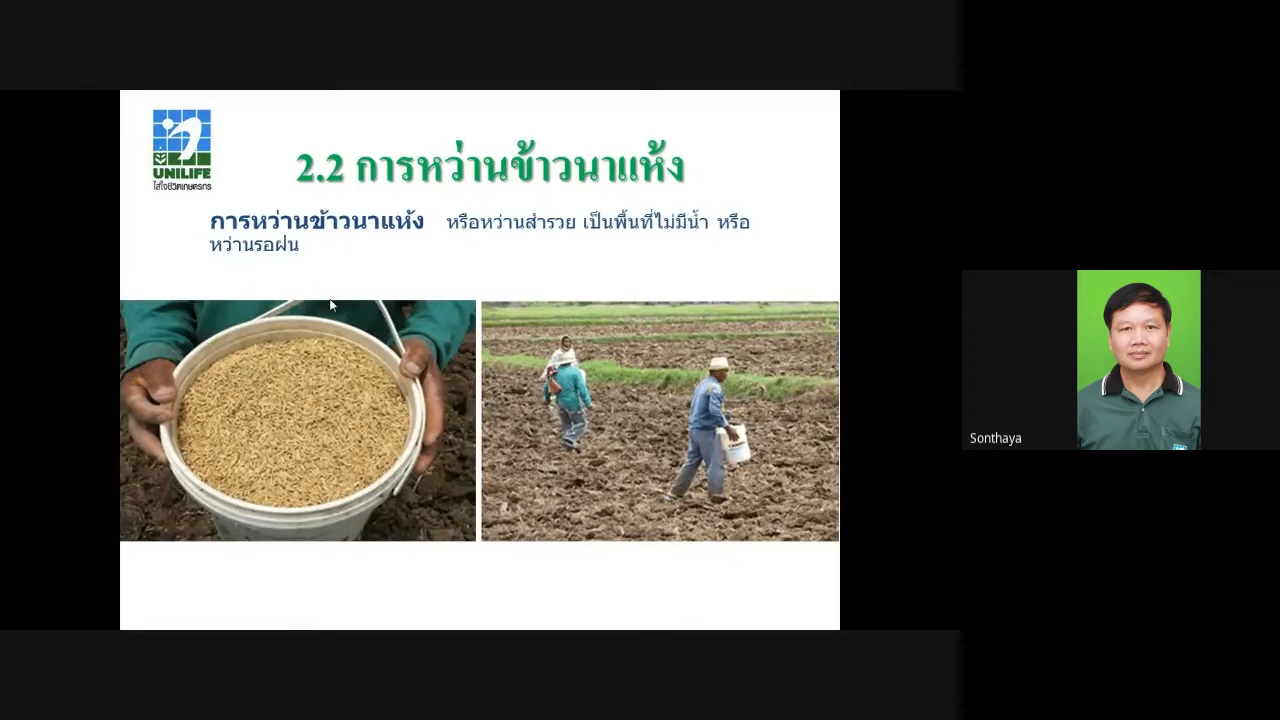 UNILIFE
ใส่ใจชีวิตเกษตรกร
2.2 การหว่านข้าวนาแห้ง
การหว่านข้าวนาแห้ง หรือหว่านสำรวย เป็นพื้นที่ไม่มีน้ำ หรือ
หว่านรอฝน
Sonthaya